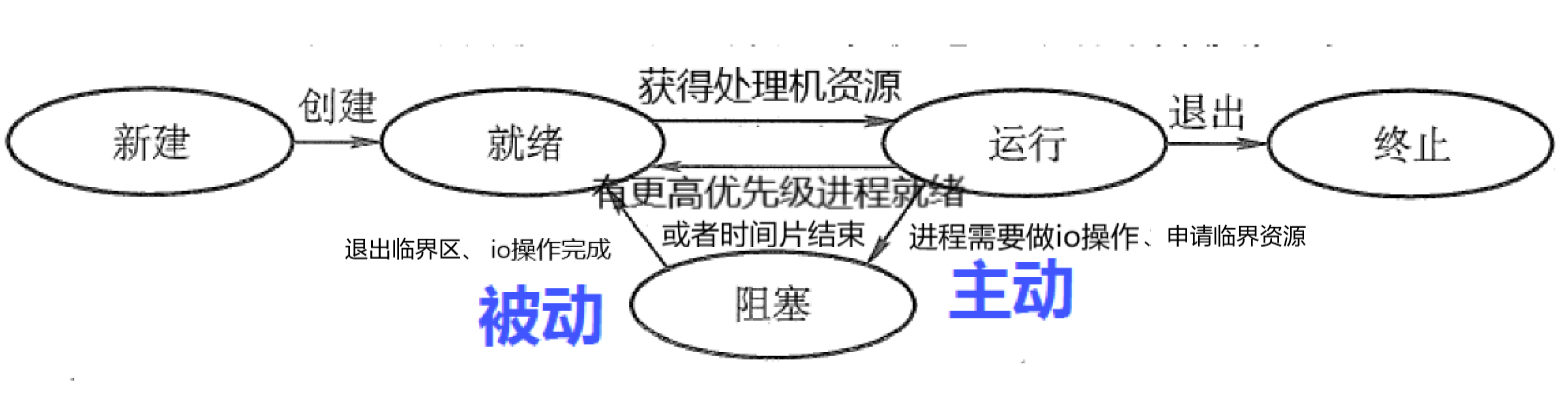 新建
创建
就绪
获得处理机资源
运行
退出
终止
有更高优先级进程就绪
或者时间片结束
退出临界区、io操作完成
进程需要做io操作、申请临界资源
被动
阻塞
主动